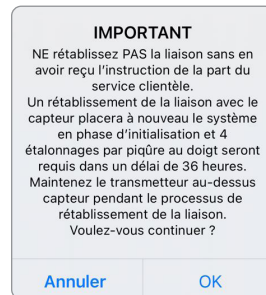 IMPORTANT
NE rétablissez PAS la liaison sans en
avoir reçu l'instruction de la part du
service clientèle.
Un rétablissement de la liaison avec le
capteur placera à nouveau le système
en phase d'initialisation et 4
étalonnages par piqûre au doigt seront
requis dans un délai de 36 heures.
Maintenez le transmetteur au-dessus
capteur pendant le processus de
rétablissement de la liaison.
Voulez-vous continuer ?
Annuler
OK